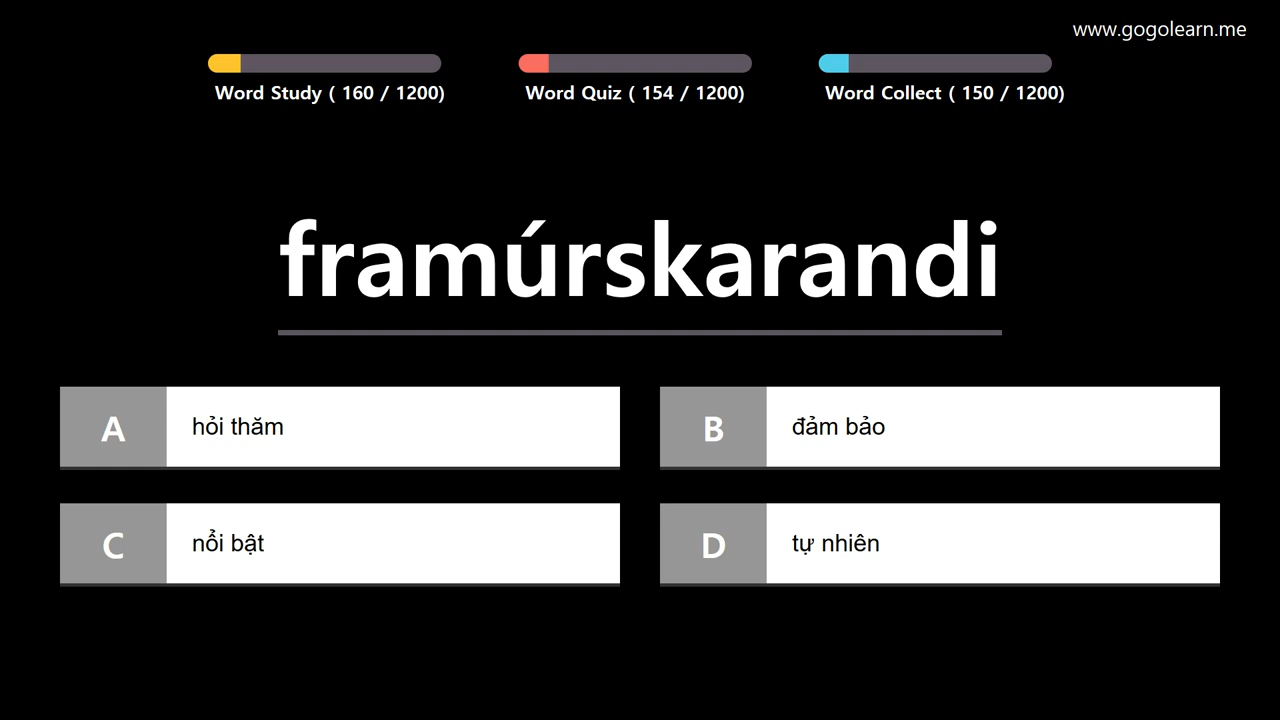 www.gogolearn.me
Word Study ( 160 / 1200)
Word Quiz ( 154 / 1200)
Word Collect ( 150 / 1200)
framúrskarandi
A
hỏi thăm
B
đảm bảo
C
nổi bật
D
tự nhiên